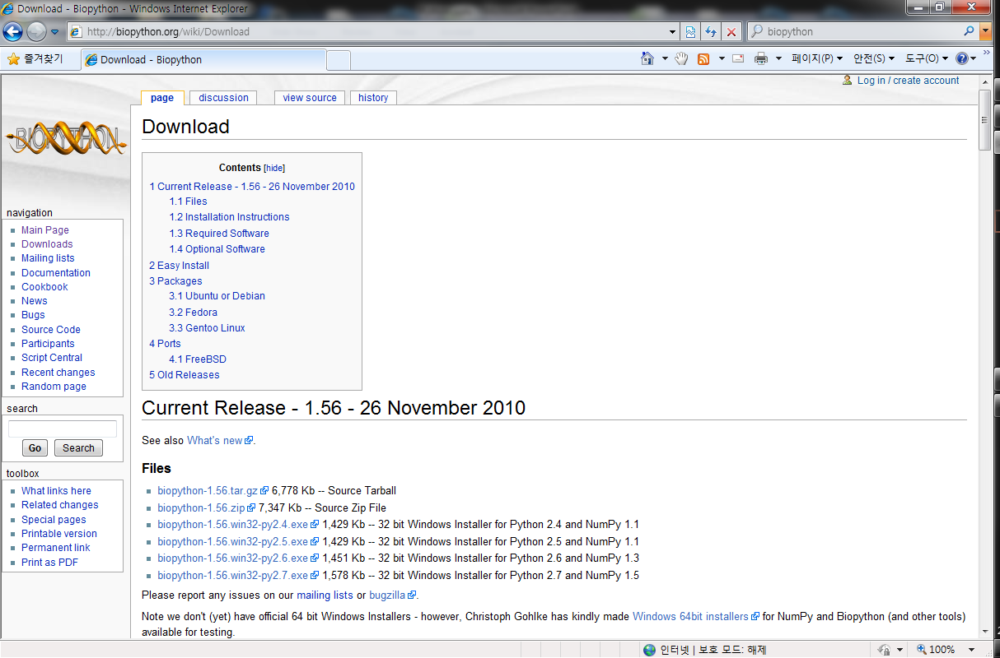 Download - Biopython - Windows Internet Explorer
http://biopython.org/wiki/Download
biopython
즐겨찾기
Download - Biopython
페이지(P)
안전(S)
도구(O)
Log in / create account
page
discussion
view source
history
BIOPYTHON
Download
Contents [hide]
1 Current Release - 1.56 - 26 November 2010
1.1 Files
1.2 Installation Instructions
1.3 Required Software
1.4 Optional Software
2 Easy Install
3 Packages
3.1 Ubuntu or Debian
3.2 Fedora
3.3 Gentoo Linux
4 Ports
4.1 FreeBSD
5 Old Releases
navigation
Main Page
Downloads
Mailing lists
Documentation
Cookbook
News
Bugs
Source Code
Participants
Script Central
Recent changes
Random page
search
Go
Search
toolbox
What links here
Related changes
Special pages
Printable version
Permanent link
Print as PDF
Current Release - 1.56 - 26 November 2010
See also What's new.
Files
biopython-1.56.tar.gz 6,778 Kb -- Source Tarball
biopython-1.56.zip 7,347 Kb -- Source Zip File
biopython-1.56.win32-py2.4.exe 1,429 Kb -- 32 bit Windows Installer for Python 2.4 and NumPy 1.1
biopython-1.56.win32-py2.5.exe 1,429 Kb -- 32 bit Windows Installer for Python 2.5 and NumPy 1.1
biopython-1.56.win32-py2.6.exe 1,451 Kb -- 32 bit Windows Installer for Python 2.6 and NumPy 1.3
biopython-1.56.win32-py2.7.exe 1,578 Kb -- 32 bit Windows Installer for Python 2.7 and NumPy 1.5
Please report any issues on our mailing lists or bugzilla.
Note we don't (yet) have official 64 bit Windows Installers - however, Christoph Gohlke has kindly made Windows 64bit installers for NumPy and Biopython (and other tools)
available for testing.
인터넷 | 보호 모드: 해제
100%